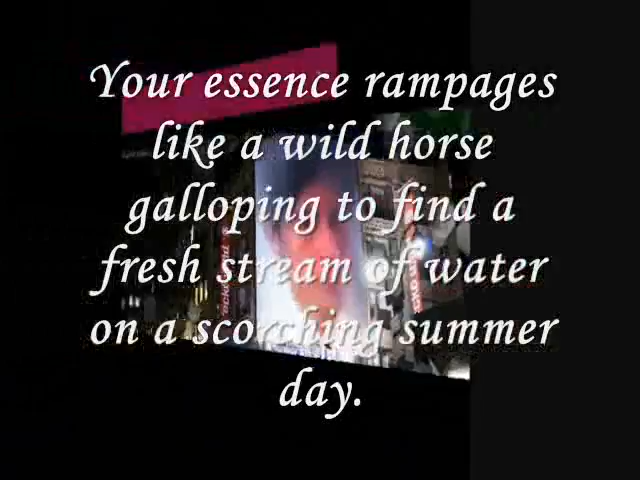 Your essence rampages
like a wild horse
galloping to find a
fresh stream of water
on a scorching summer
day.